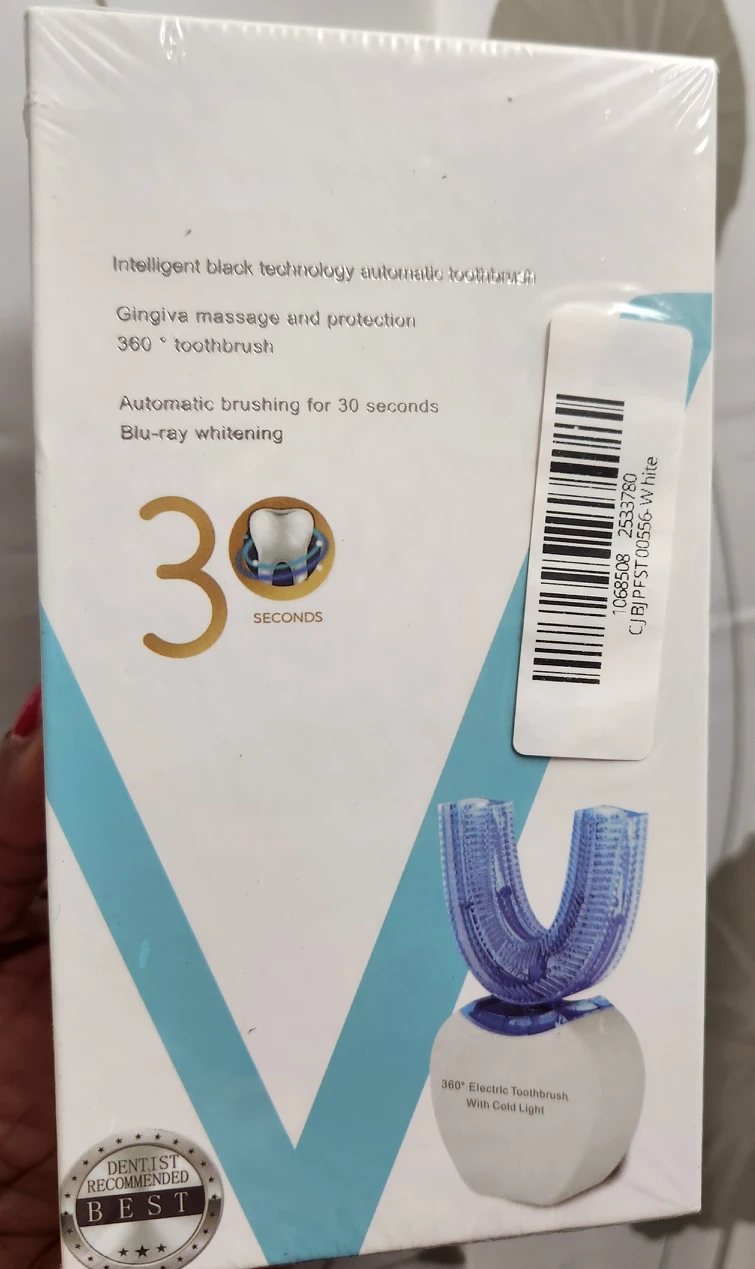 Intelligent black technology automatic toothbrush
Gingiva massage and protection
360 ° toothbrush
Automatic brushing for 30 seconds
Blu-ray whitening
30
SECONDS
1068508 2533780
CJBJPFST00556-White
360° Electric Toothbrush
With Cold Light
DENTIST
RECOMMENDED
BEST